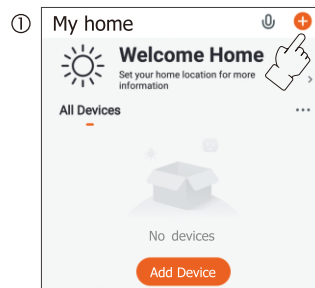 ①
My home
Welcome Home
Set your home location for more
information
All Devices
No devices
Add Device